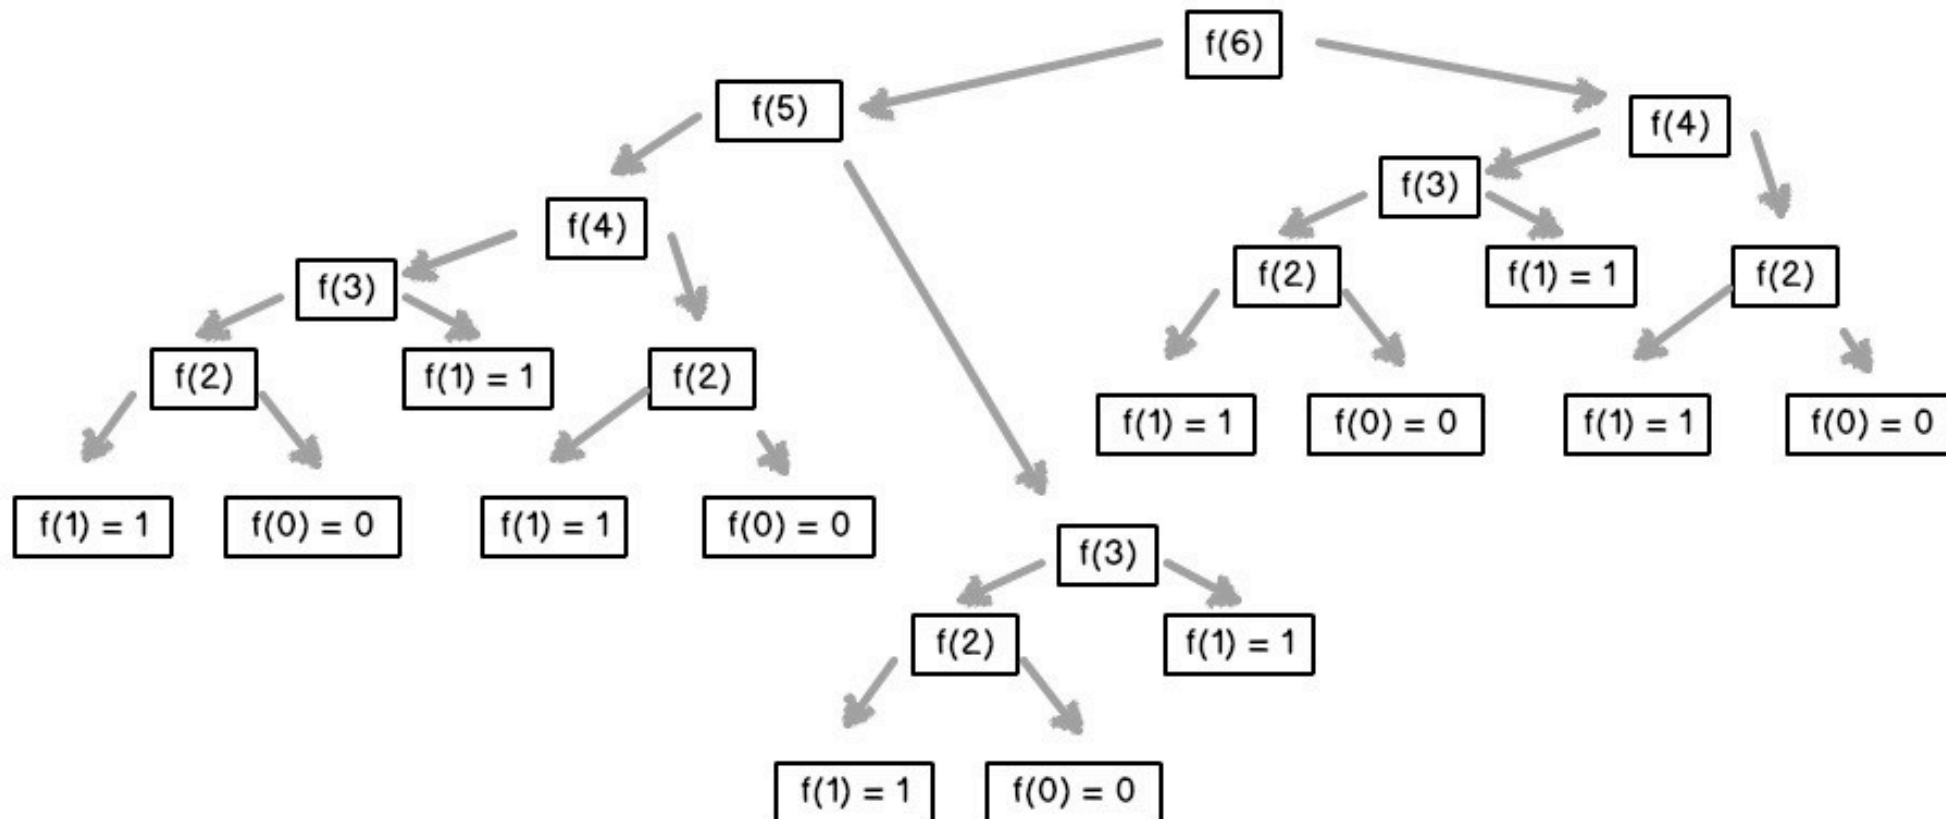 f(6)
f(5)
f(4)
f(3)
f(4)
f(3)
f(2)
f(1) = 1
f(2)
f(2)
f(1) = 1
f(2)
f(1) = 1
f(0) = 0
f(1) = 1
f(0) = 0
f(1) = 1
f(0) = 0
f(1) = 1
f(0) = 0
f(3)
f(2)
f(1) = 1
f(1) = 1
f(0) = 0